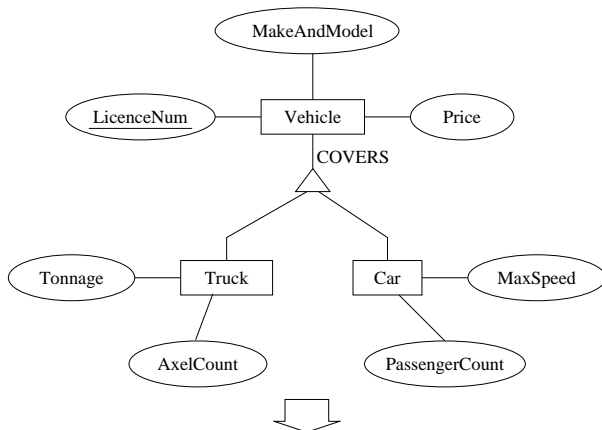 MakeAndModel
LicenceNum
Vehicle
Price
COVERS
Tonnage
Truck
Car
MaxSpeed
AxelCount
PassengerCount